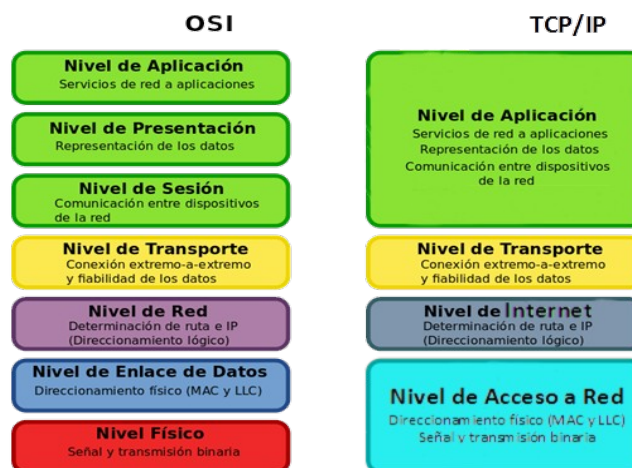 OSI
Nivel de Aplicación
Servicios de red a aplicaciones
Nivel de Presentación
Representación de los datos
Nivel de Sesión
Comunicación entre dispositivos
de la red
Nivel de Transporte
Conexión extremo-a-extremo
y fiabilidad de los datos
Nivel de Red
Determinación de ruta e IP
(Direccionamiento lógico)
Nivel de Enlace de Datos
Direccionamiento físico (MAC y LLC)
Nivel Físico
Señal y transmisión binaria
TCP/IP
Nivel de Aplicación
Servicios de red a aplicaciones
Representación de los datos
Comunicación entre dispositivos
de la red
Nivel de Transporte
Conexión extremo-a-extremo
y fiabilidad de los datos
Nivel de Internet
Determinación de ruta e IP
(Direccionamiento lógico)
Nivel de Acceso a Red
Direccionamiento físico (MAC y LLC)
Señal y transmisión binaria